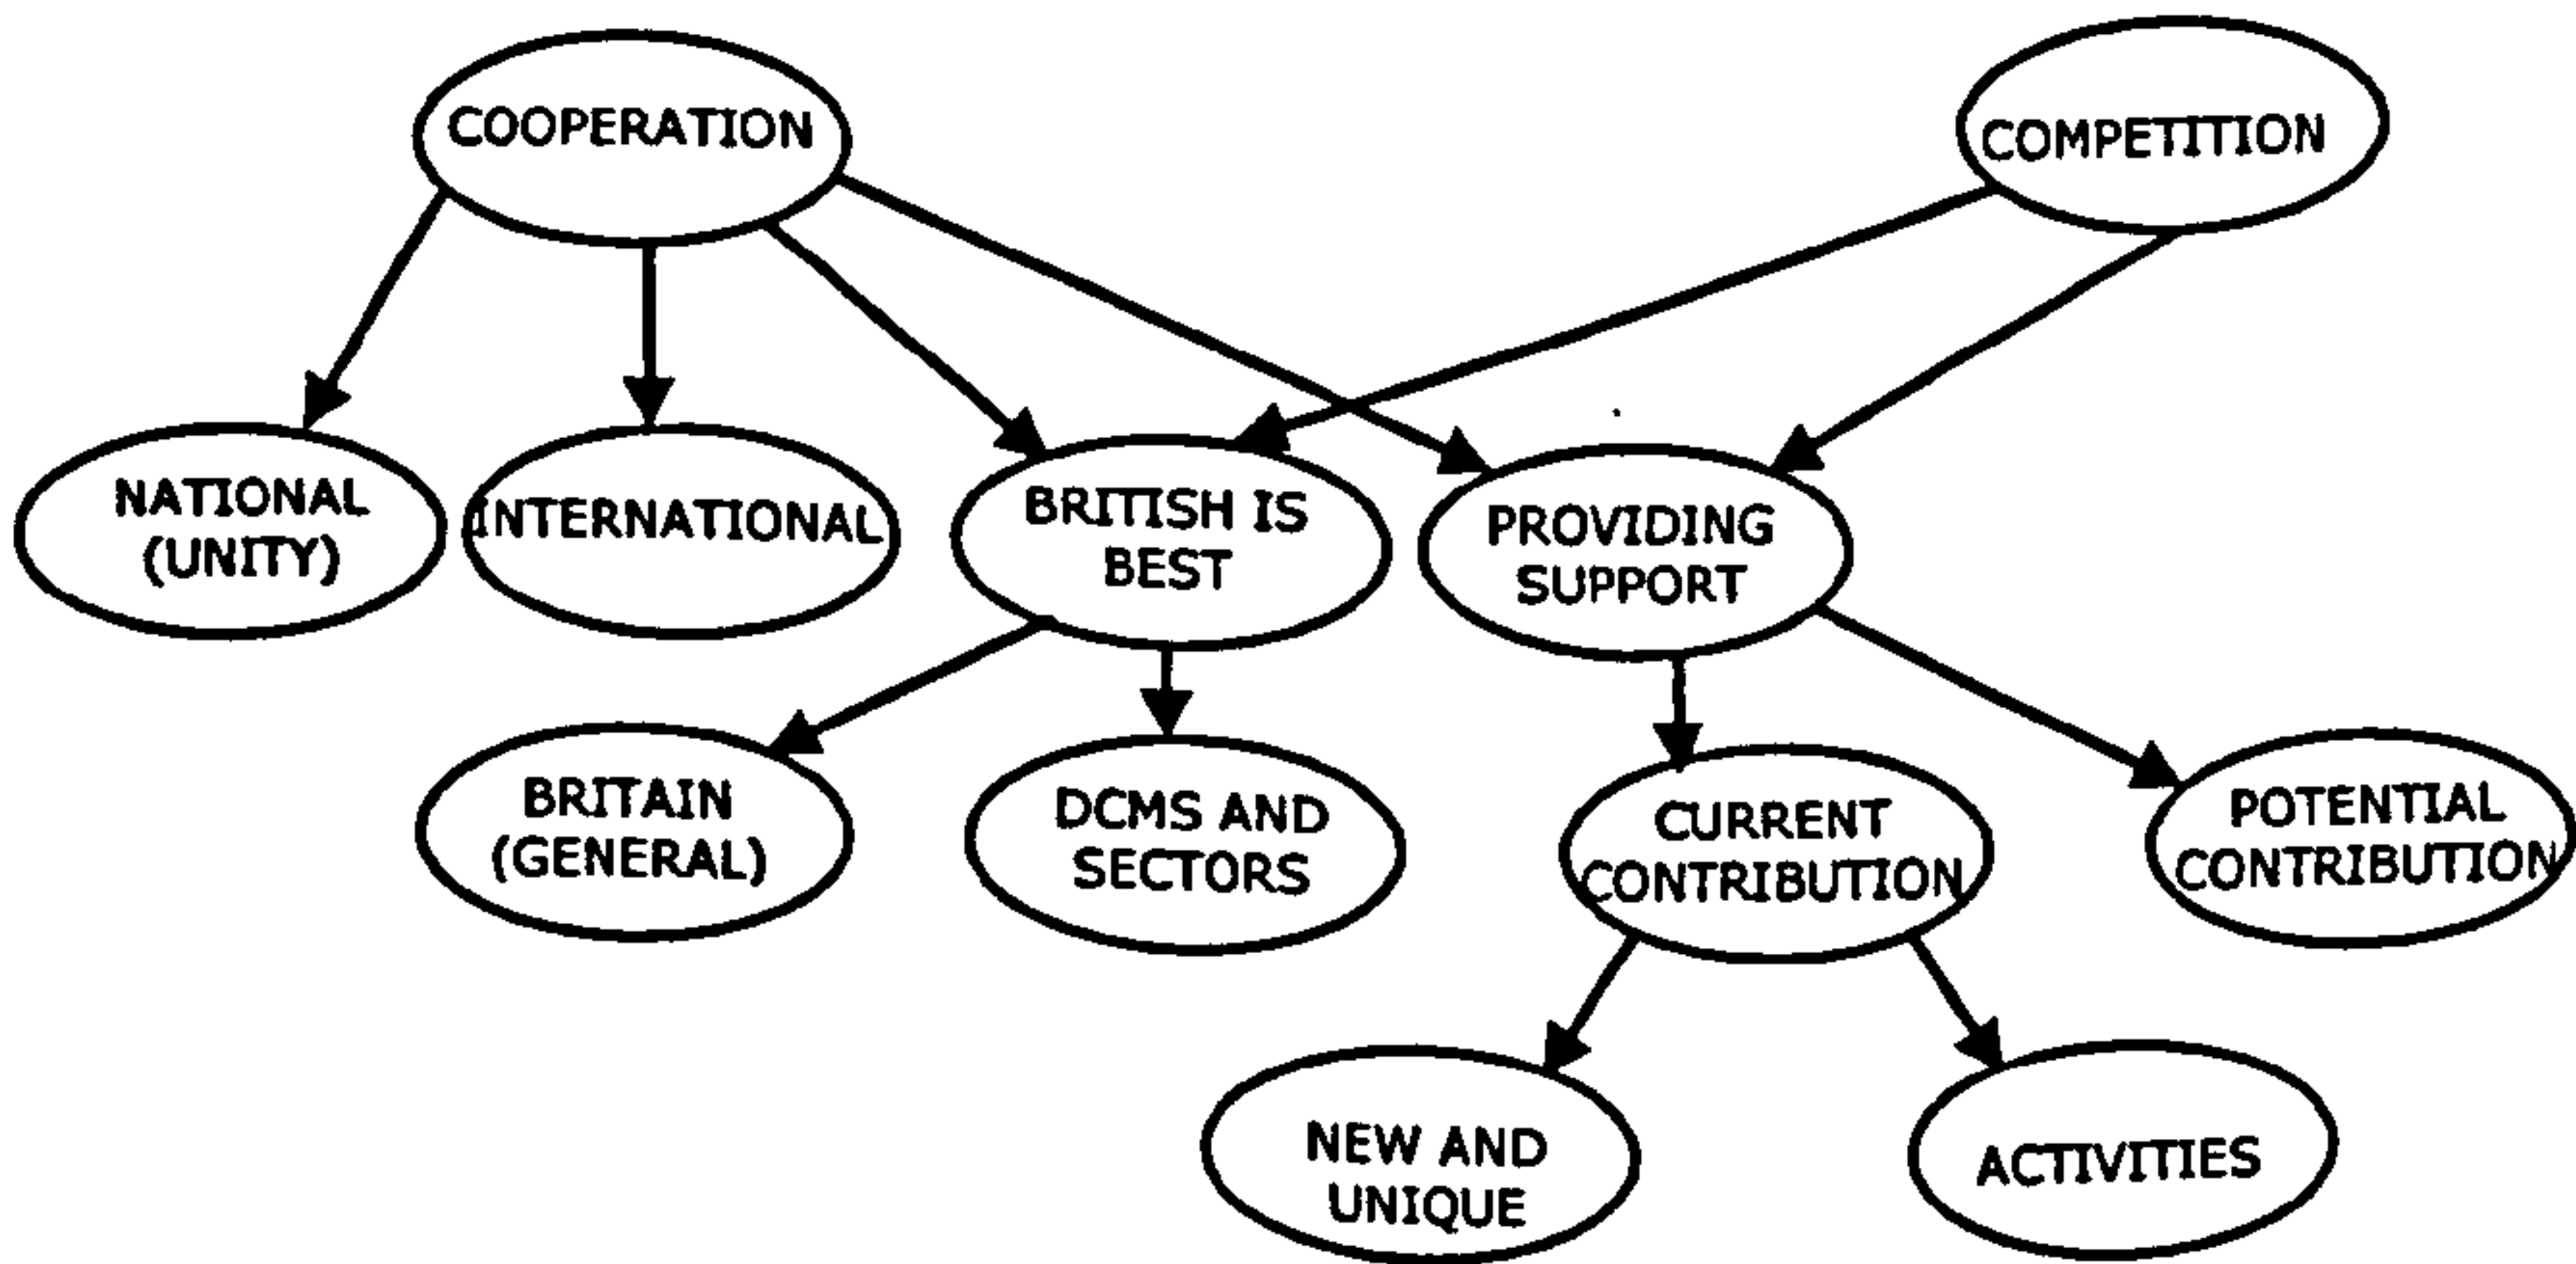 COOPERATION
COMPETITION
NATIONAL
(UNITY)
INTERNATIONAL
BRITISH IS
BEST
PROVIDING
SUPPORT
BRITAIN
(GENERAL)
DCMS AND
SECTORS
CURRENT
CONTRIBUTION
POTENTIAL
CONTRIBUTION
NEW AND
UNIQUE
ACTIVITIES